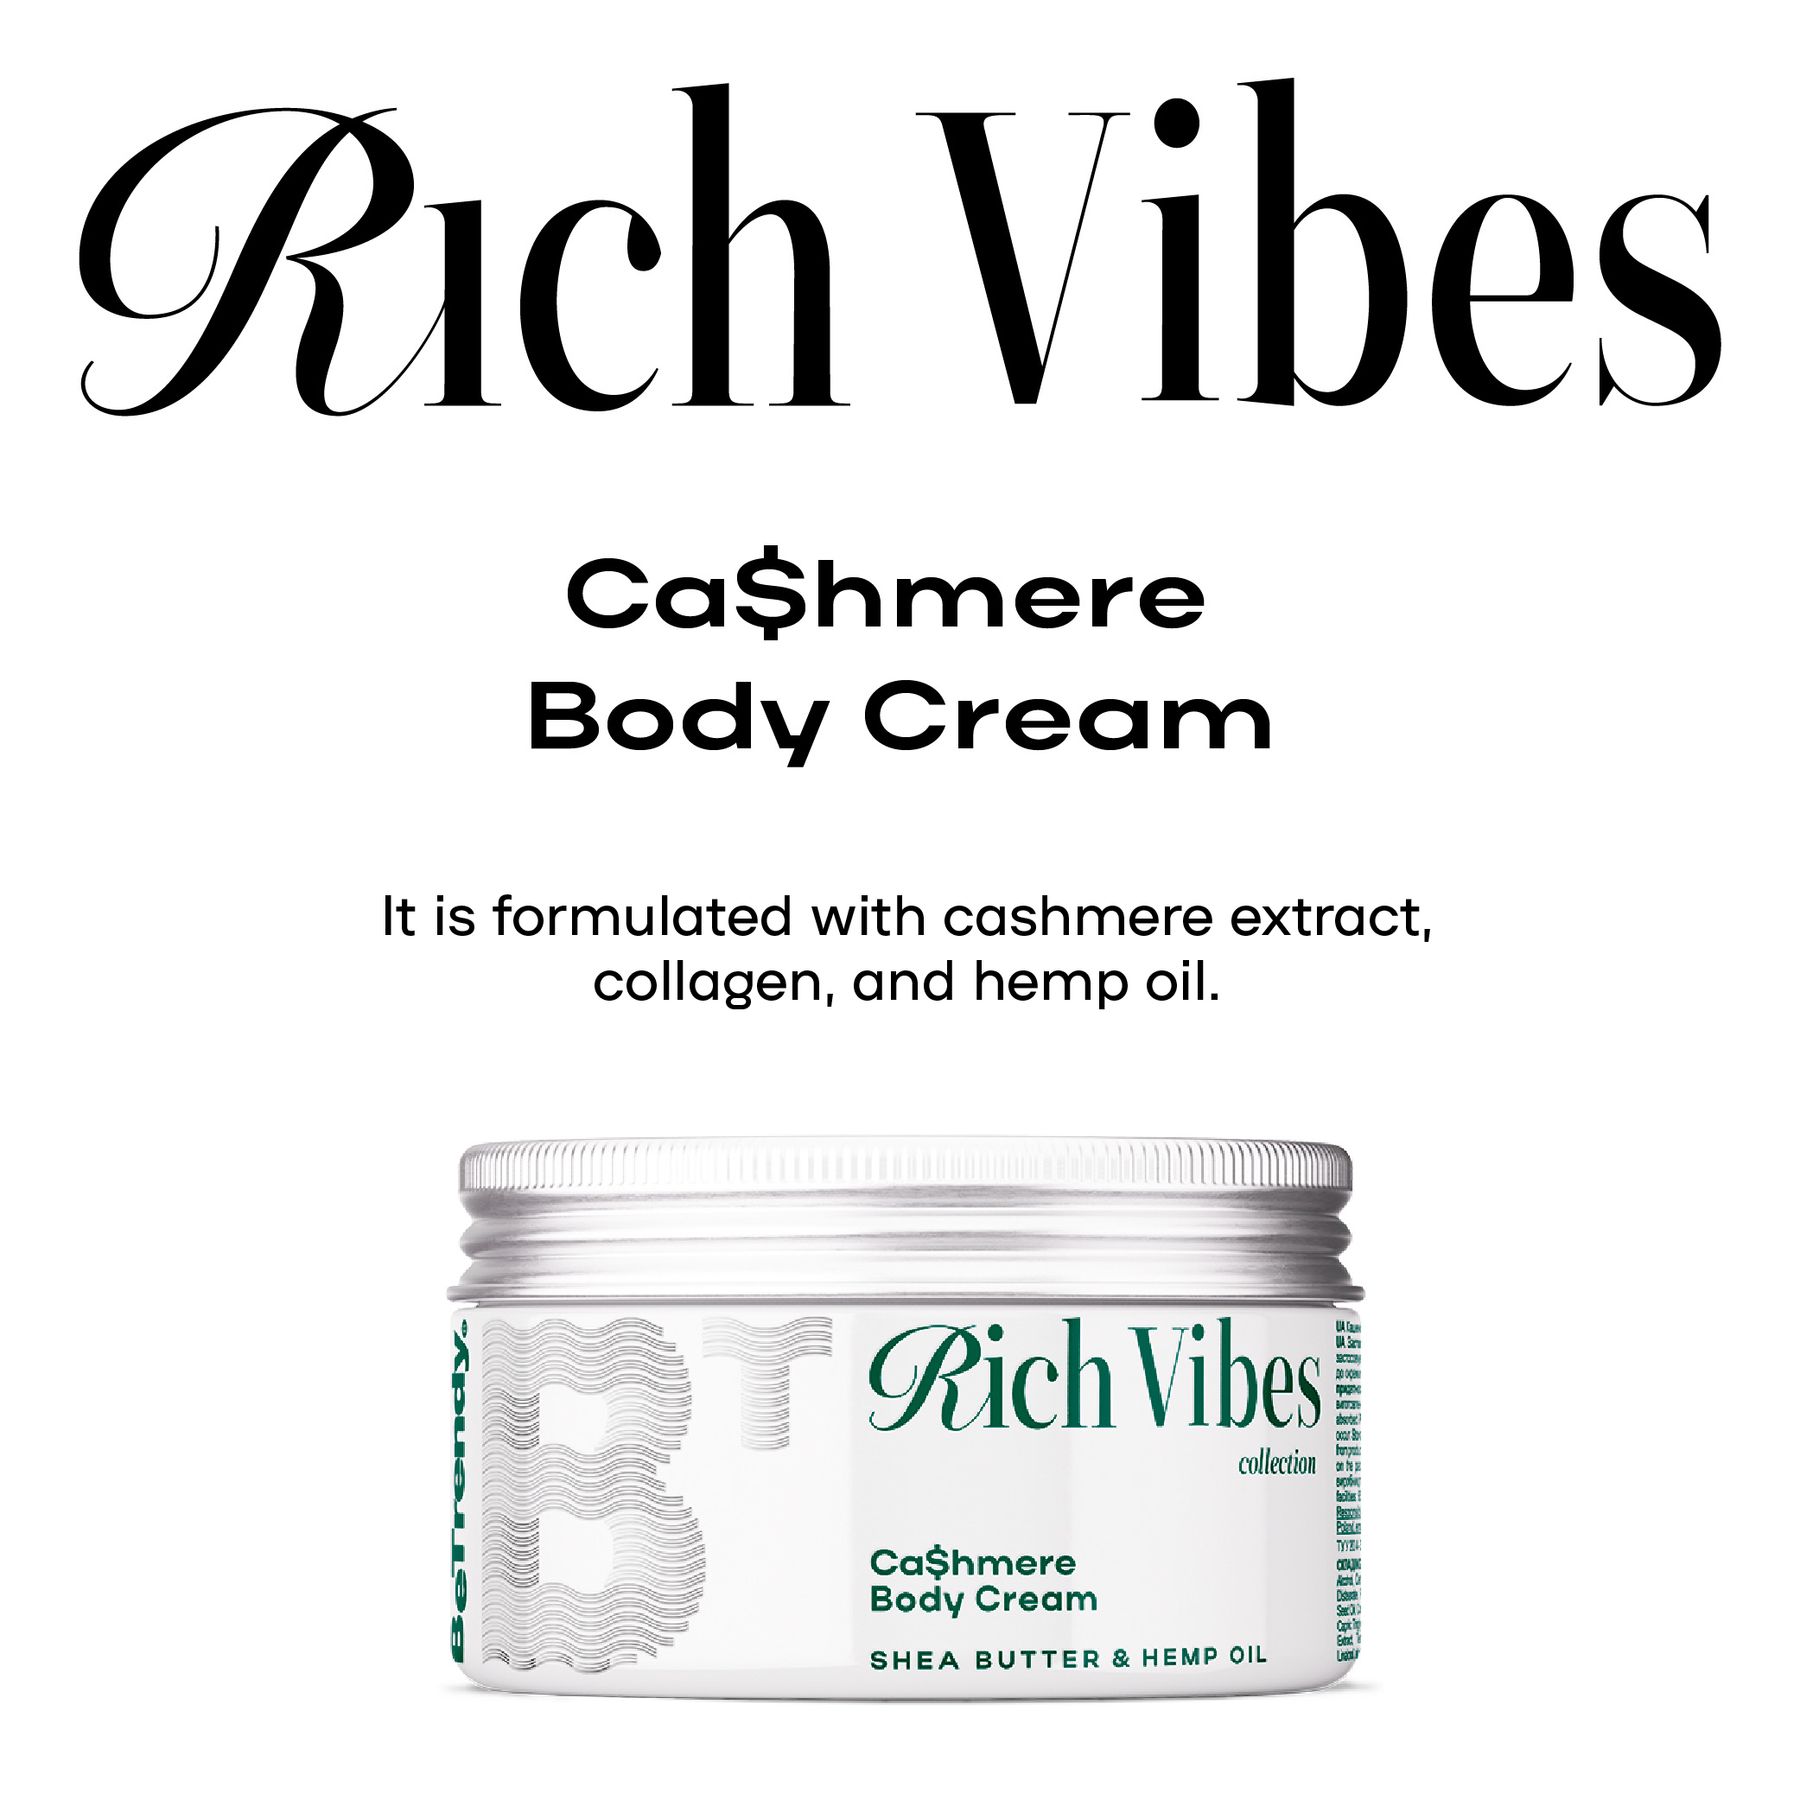 Rich Vibes
Ca$hmere
Body Cream
It is formulated with cashmere extract,
collagen, and hemp oil.
BeTrendy®
BT
Rich Vibes
collection
Ca$hmere
Body Cream
SHEA BUTTER & HEMP OIL